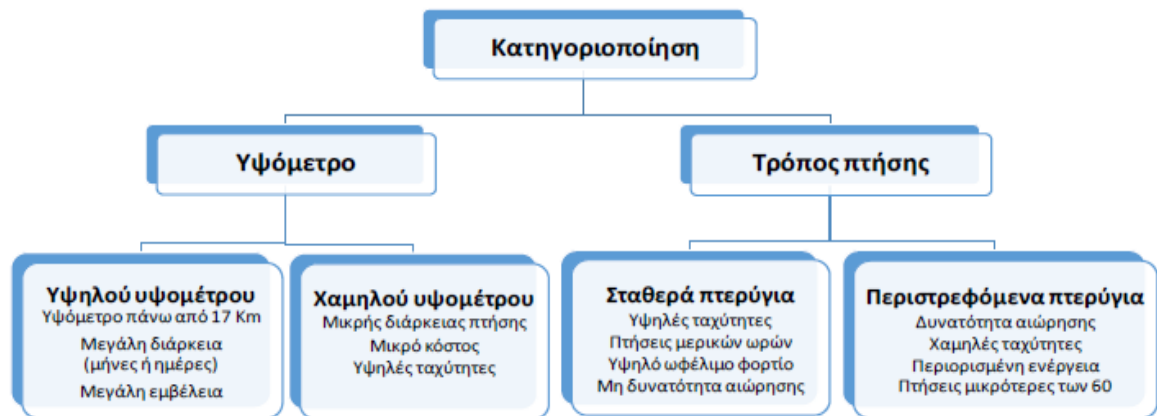 Κατηγοριοποίηση
Υψόμετρο
Τρόπος πτήσης
Υψηλού υψομέτρου
Υψόμετρο πάνω από 17 Km
Μεγάλη διάρκεια
(μήνες ή ημέρες)
Μεγάλη εμβέλεια
Χαμηλού υψομέτρου
Μικρής διάρκειας πτήσης
Μικρό κόστος
Υψηλές ταχύτητες
Σταθερά πτερύγια
Υψηλές ταχύτητες
Πτήσεις μερικών ωρών
Υψηλό ωφέλιμο φορτίο
Μη δυνατότητα αιώρησης
Περιστρεφόμενα πτερύγια
Δυνατότητα αιώρησης
Χαμηλές ταχύτητες
Περιορισμένη ενέργεια
Πτήσεις μικρότερες των 60